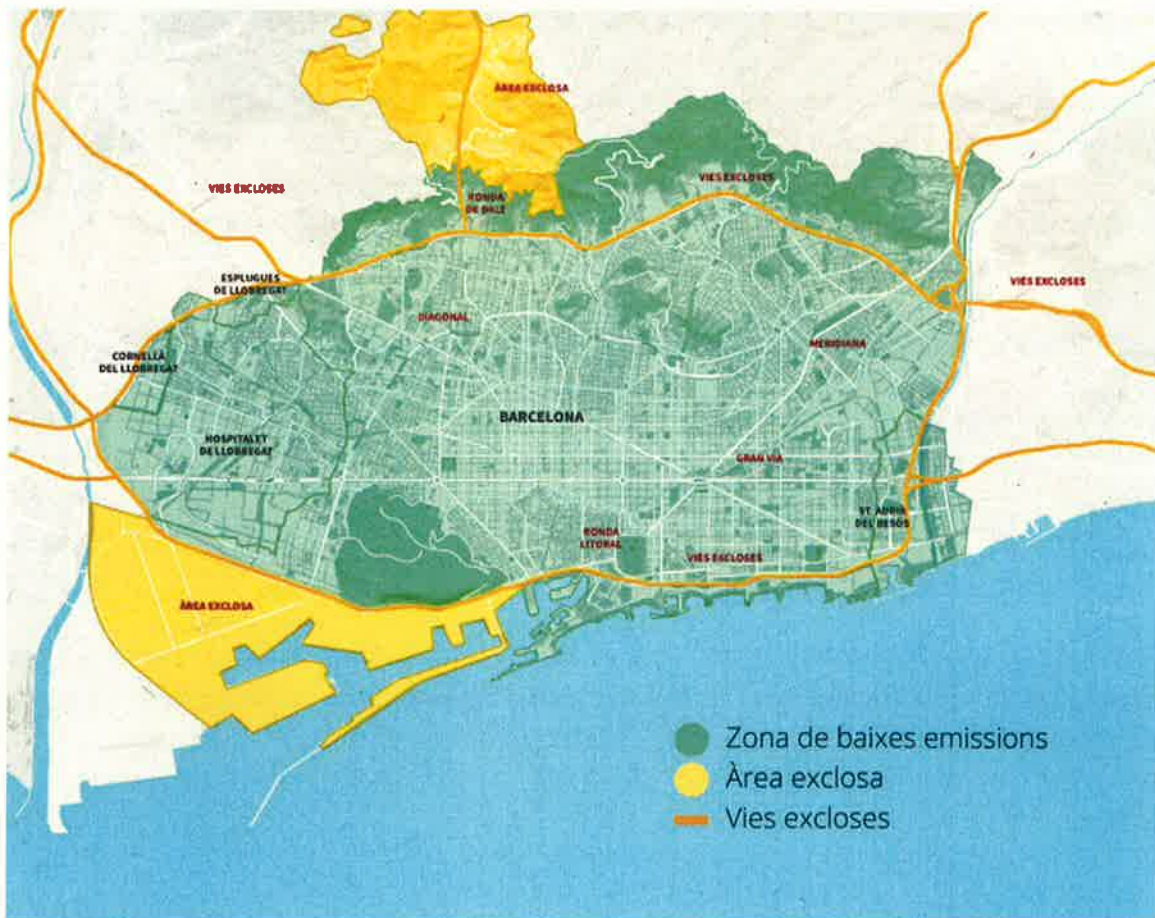 ÀREA EXCLOSA
VIES EXCLOSES
RONDA
DE DALT
VIES EXCLOSES
ESPLUGUES
DE LLOBREGAT
VIES EXCLOSES
DIAGONAL
MERIDIANA
CORNELLÀ
DEL LLOBREGAT
BARCELONA
HOSPITALET
DE LLOBREGAT
GRAN VIA
ST. ADRIÀ
DEL BESÒS
RONDA
LITORAL
VIES EXCLOSES
ÀREA EXCLOSA
Zona de baixes emissions
Àrea exclosa
Vies excloses